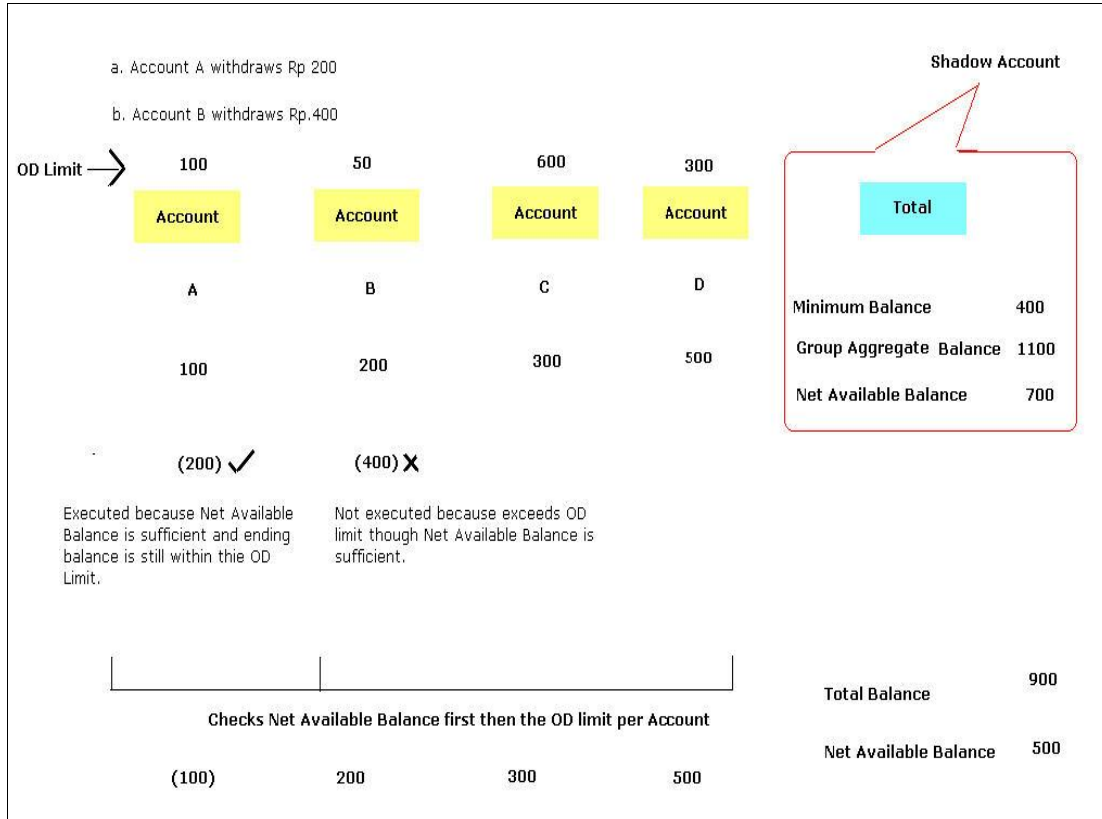 a. Account A withdraws Rp 200
Shadow Account
b. Account B withdraws Rp.400
OD Limit
100
50
600
300
Account
Account
Account
Account
Total
A
B
C
D
Minimum Balance 400
Group Aggregate Balance 1100
100
200
300
500
Net Available Balance 700
(200)
(400)
Executed because Net Available
Balance is sufficient and ending
balance is still within thie OD
Limit.
Not executed because exceeds OD
limit though Net Available Balance is
sufficient.
Total Balance 900
Checks Net Available Balance first then the OD limit per Account
Net Available Balance 500
(100)
200
300
500